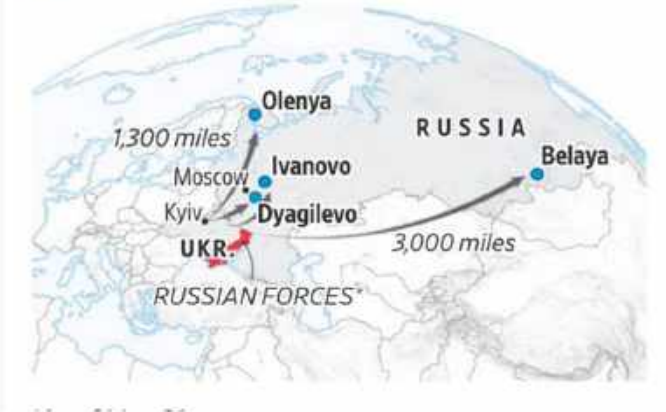 Olenya
1,300 miles
RUSSIA
Belaya
Ivanovo
Moscow
Kyiv
Dyagilevo
UKR.
3,000 miles
RUSSIAN FORCES*